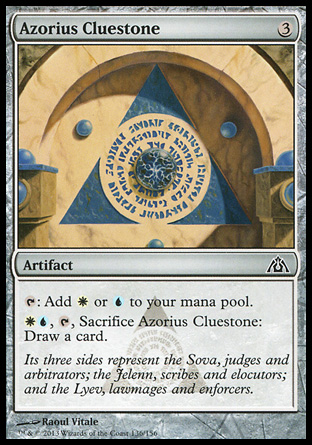 Azorius Cluestone 3
Artifact
: Add or to your mana pool.
, , Sacrifice Azorius Cluestone:
Draw a card.
Its three sides represent the Sova, judges and
arbitrators; the Jelenn, scribes and elocutors;
and the Lyev, lawmages and enforcers.
Raoul Vitale
™ & © 2013 Wizards of the Coast 136/156